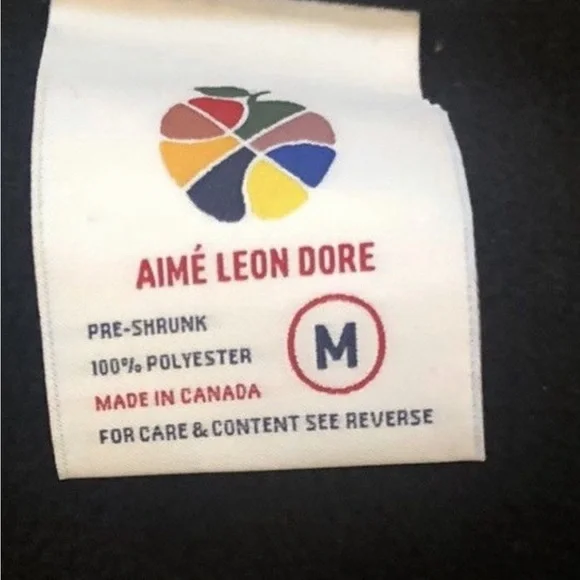 AIMÉ LEON DORE
PRE-SHRUNK
100% POLYESTER
MADE IN CANADA
M
FOR CARE & CONTENT SEE REVERSE